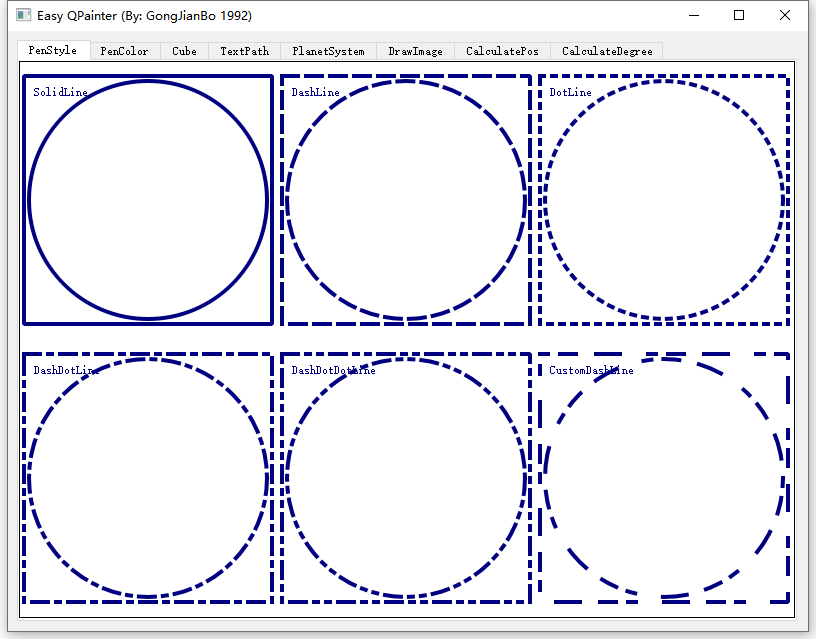 Easy QPainter (By: GongJianBo 1992)
PenStyle PenColor Cube TextPath PlanetSystem DrawImage CalculatePos CalculateDegree
SolidLine DashLine DotLine
DashDotLine DashDotDotLine CustomDashLine